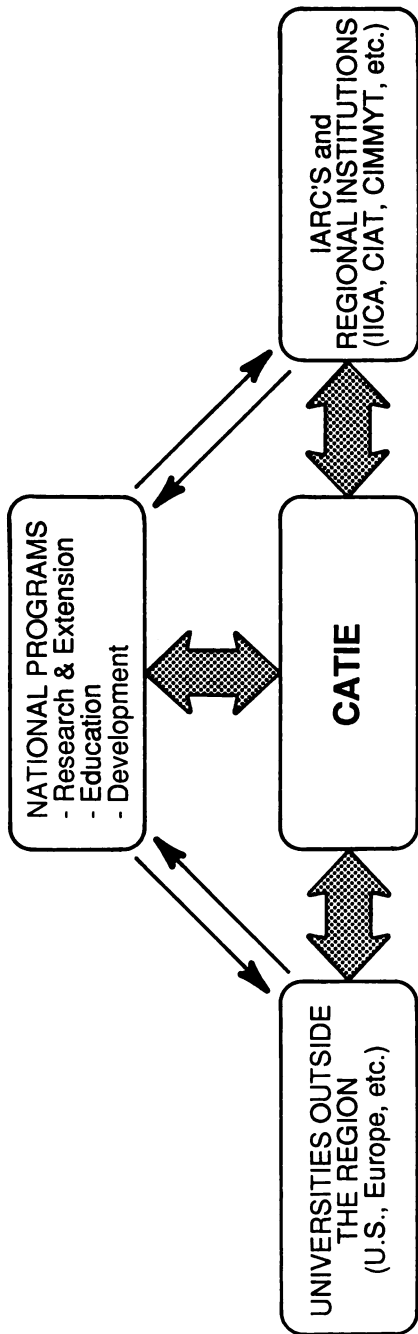 NATIONAL PROGRAMS
- Research & Extension
- Education
- Development
UNIVERSITIES OUTSIDE
THE REGION
(U.S., Europe, etc.)
CATIE
IARC'S and
REGIONAL INSTITUTIONS
(IICA, CIAT, CIMMYT, etc.)